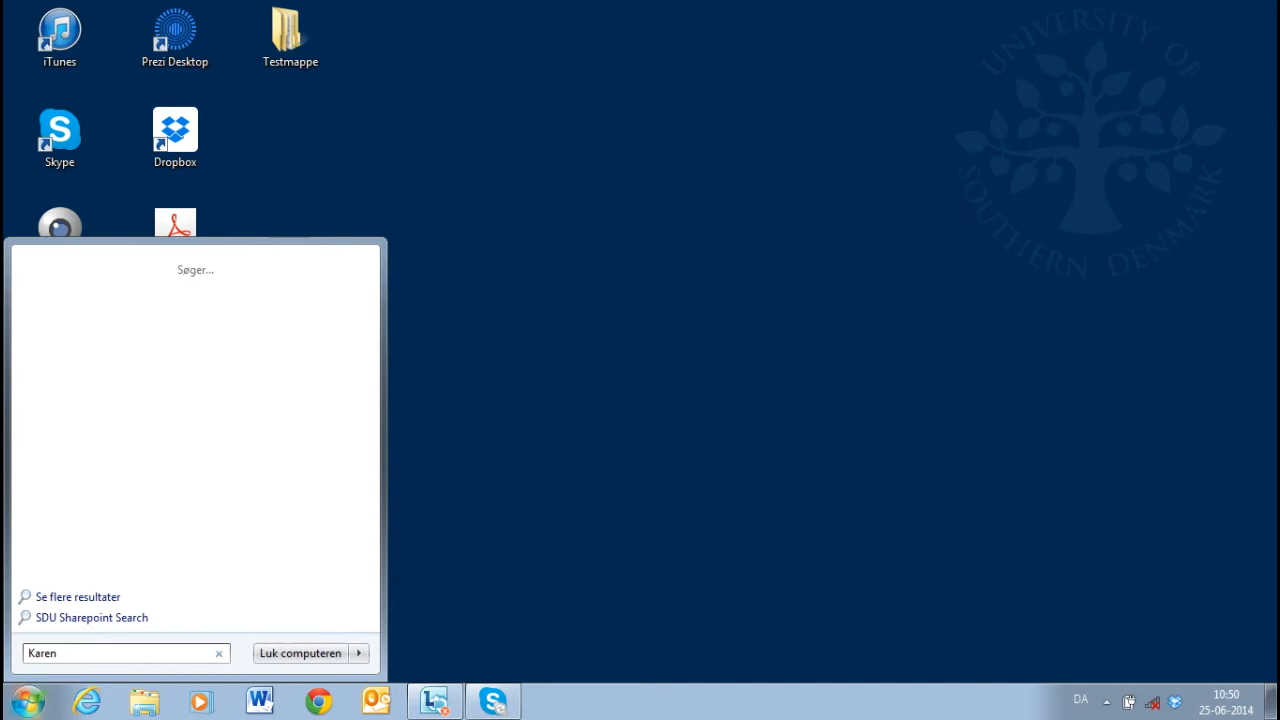 iTunes
Prezi Desktop
Testmappe
UNIVERSITY OF
SOUTHERN DENMARK
S
Skype
Dropbox
Søger...
Se flere resultater
SDU Sharepoint Search
Karen
Luk computeren
DA
10:50
25-06-2014